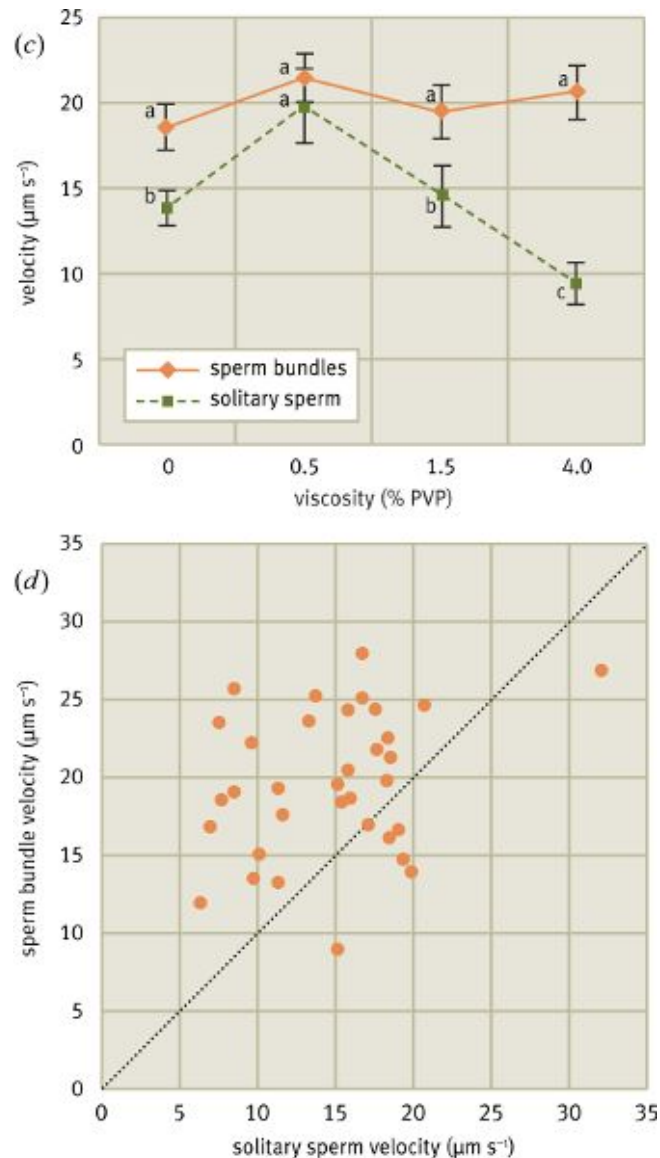 (c)
25
20
15
10
5
0
velocity (µm s⁻¹)
a
a
a
a
a
b
b
c
sperm bundles
solitary sperm
0 0.5 1.5 4.0
viscosity (% PVP)
(d)
35
30
25
20
15
10
5
0
sperm bundle velocity (µm s⁻¹)
0 5 10 15 20 25 30 35
solitary sperm velocity (µm s⁻¹)